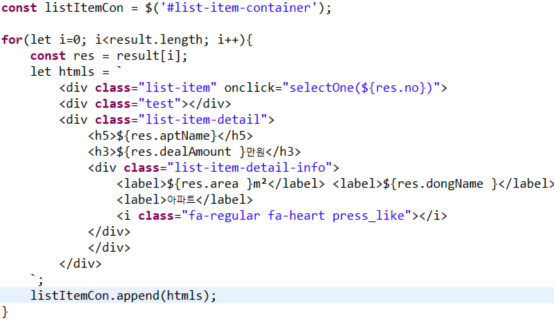 const listItemCon = $('#list-item-container');
for(let i=0; i<result.length; i++){
const res = result[i];
let htmls = `
<div class="list-item" onclick="selectOne(${res.no})">
<div class="test"></div>
<div class="list-item-detail">
<h5>${res.aptName}</h5>
<h3>${res.dealAmount }만원</h3>
<div class="list-item-detail-info">
<label>${res.area }m²</label> <label>${res.dongName }</label>
<label>아파트</label>
<i class="fa-regular fa-heart press_like"></i>
</div>
</div>
</div>
`;
listItemCon.append(htmls);
}